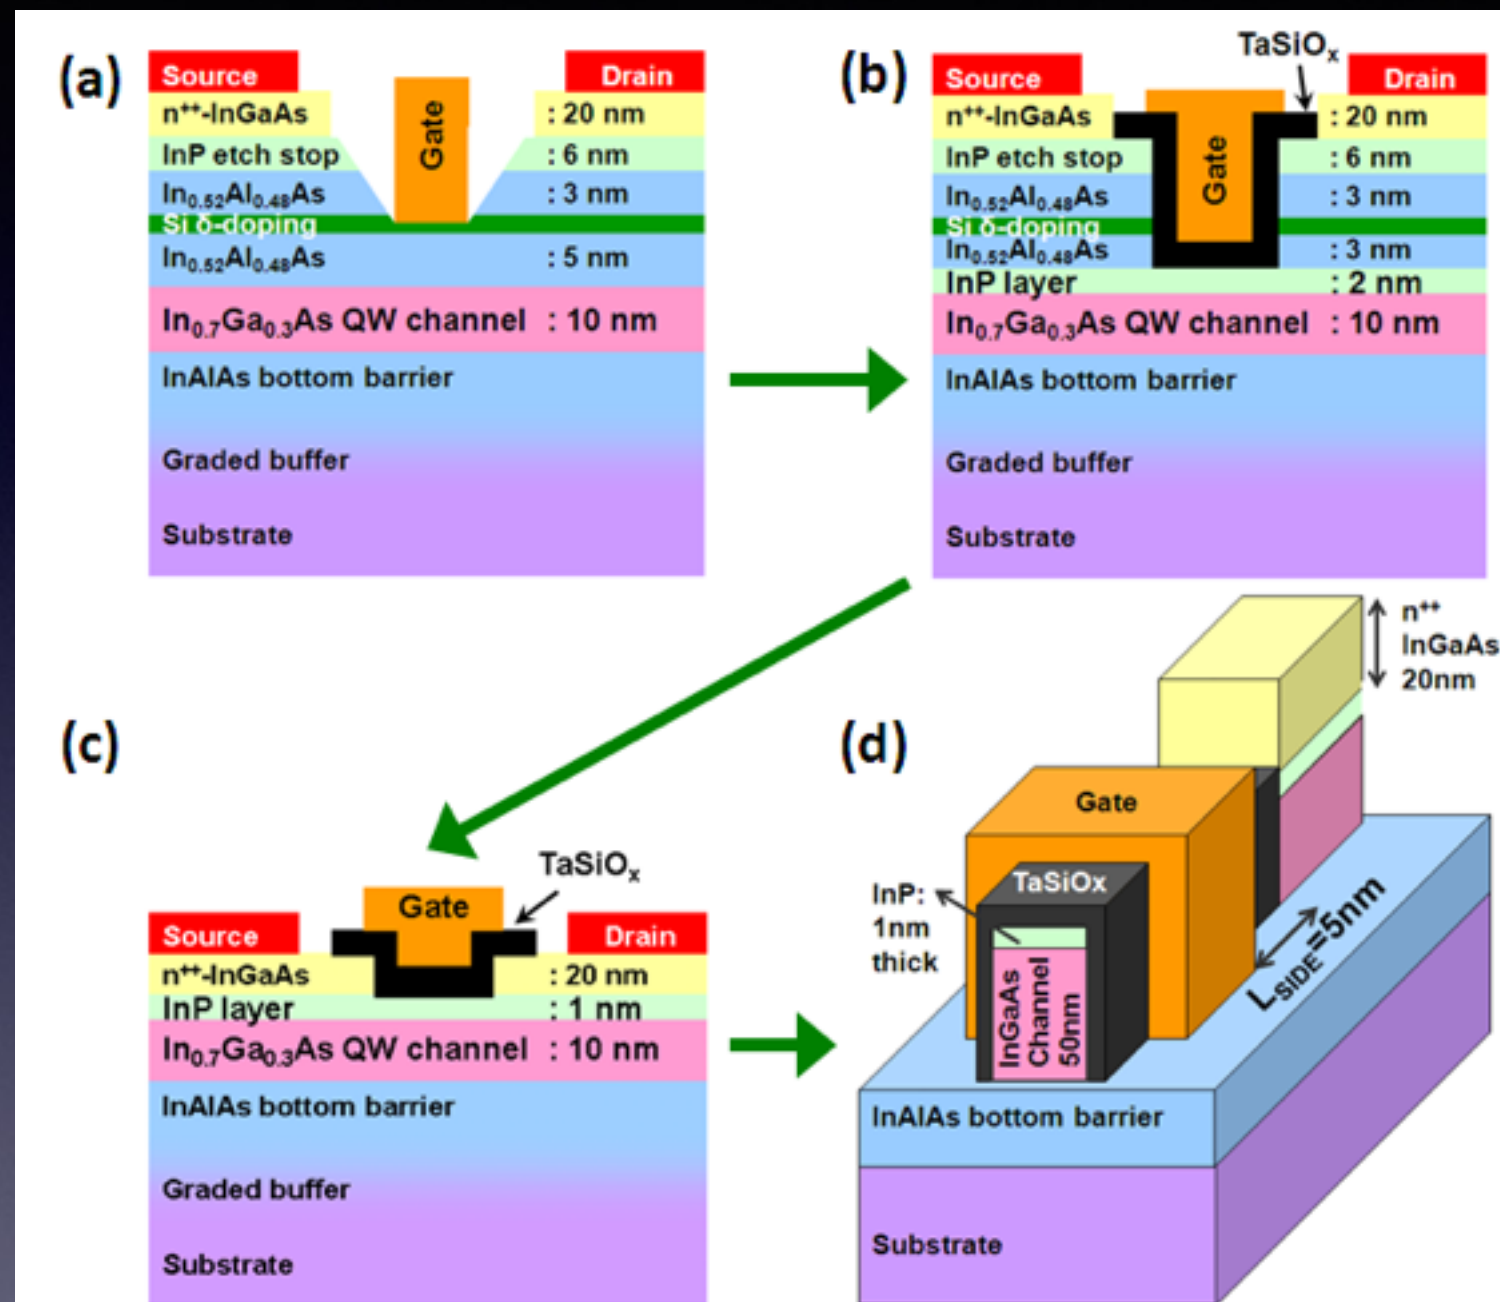 (a)
Source
Drain
Gate
n⁺⁺-InGaAs : 20 nm
InP etch stop : 6 nm
In₀.₅₂Al₀.₄₈As : 3 nm
Si δ-doping
In₀.₅₂Al₀.₄₈As : 5 nm
In₀.₇Ga₀.₃As QW channel : 10 nm
InAlAs bottom barrier
Graded buffer
Substrate
(b)
TaSiOₓ
Source
Drain
Gate
n⁺⁺-InGaAs : 20 nm
InP etch stop : 6 nm
In₀.₅₂Al₀.₄₈As : 3 nm
Si δ-doping
In₀.₅₂Al₀.₄₈As : 3 nm
InP layer : 2 nm
In₀.₇Ga₀.₃As QW channel : 10 nm
InAlAs bottom barrier
Graded buffer
Substrate
(c)
TaSiOₓ
Gate
Source
Drain
n⁺⁺-InGaAs : 20 nm
InP layer : 1 nm
In₀.₇Ga₀.₃As QW channel : 10 nm
InAlAs bottom barrier
Graded buffer
Substrate
(d)
n⁺⁺
InGaAs
20nm
Gate
TaSiOx
InP:
1nm
thick
InGaAs
Channel
50nm
L_SIDE=5nm
InAlAs bottom barrier
Substrate